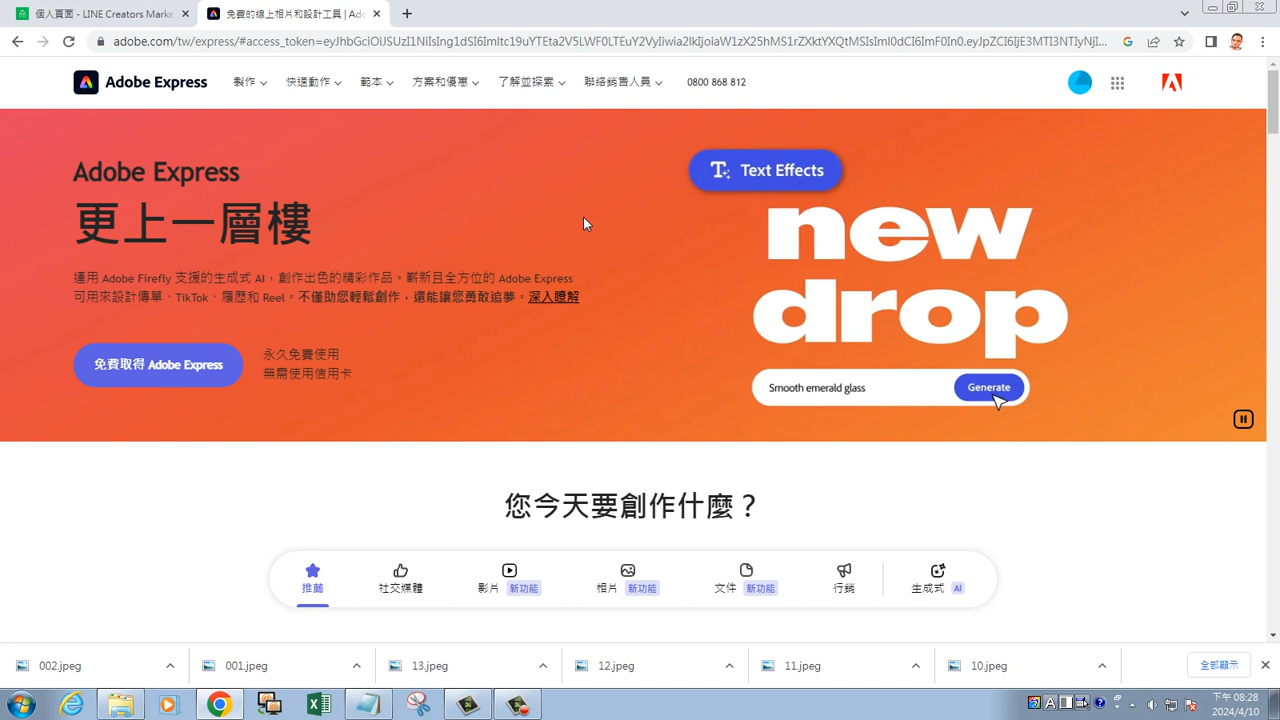 個人頁面 - LINE Creators Marke
免費的線上相片和設計工具 | Ado
adobe.com/tw/express/#access_token=
Adobe Express
製作
快速動作
範本
方案和優惠
了解並探索
聯絡銷售人員
0800 868 812
Adobe Express
更上一層樓
運用 Adobe Firefly 支援的生成式 AI，創作出色的精彩作品。嶄新且全方位的 Adobe Express
可用來設計傳單、TikTok、履歷和 Reel。不僅助您輕鬆創作，還能讓您勇敢追夢。深入瞭解
免費取得 Adobe Express
永久免費使用
無需使用信用卡
Text Effects
new
drop
Smooth emerald glass
Generate
您今天要創作什麼？
推薦
社交媒體
影片 新功能
相片 新功能
文件 新功能
行銷
生成式 AI
002.jpeg
001.jpeg
13.jpeg
12.jpeg
11.jpeg
10.jpeg
全部顯示
下午 08:28
2024/4/10